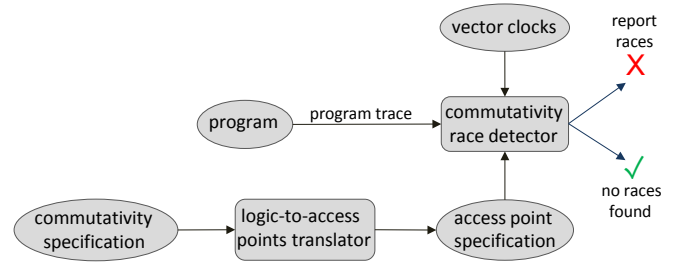 vector clocks
report
races
program
program trace
commutativity
race detector
no races
found
commutativity
specification
logic-to-access
points translator
access point
specification